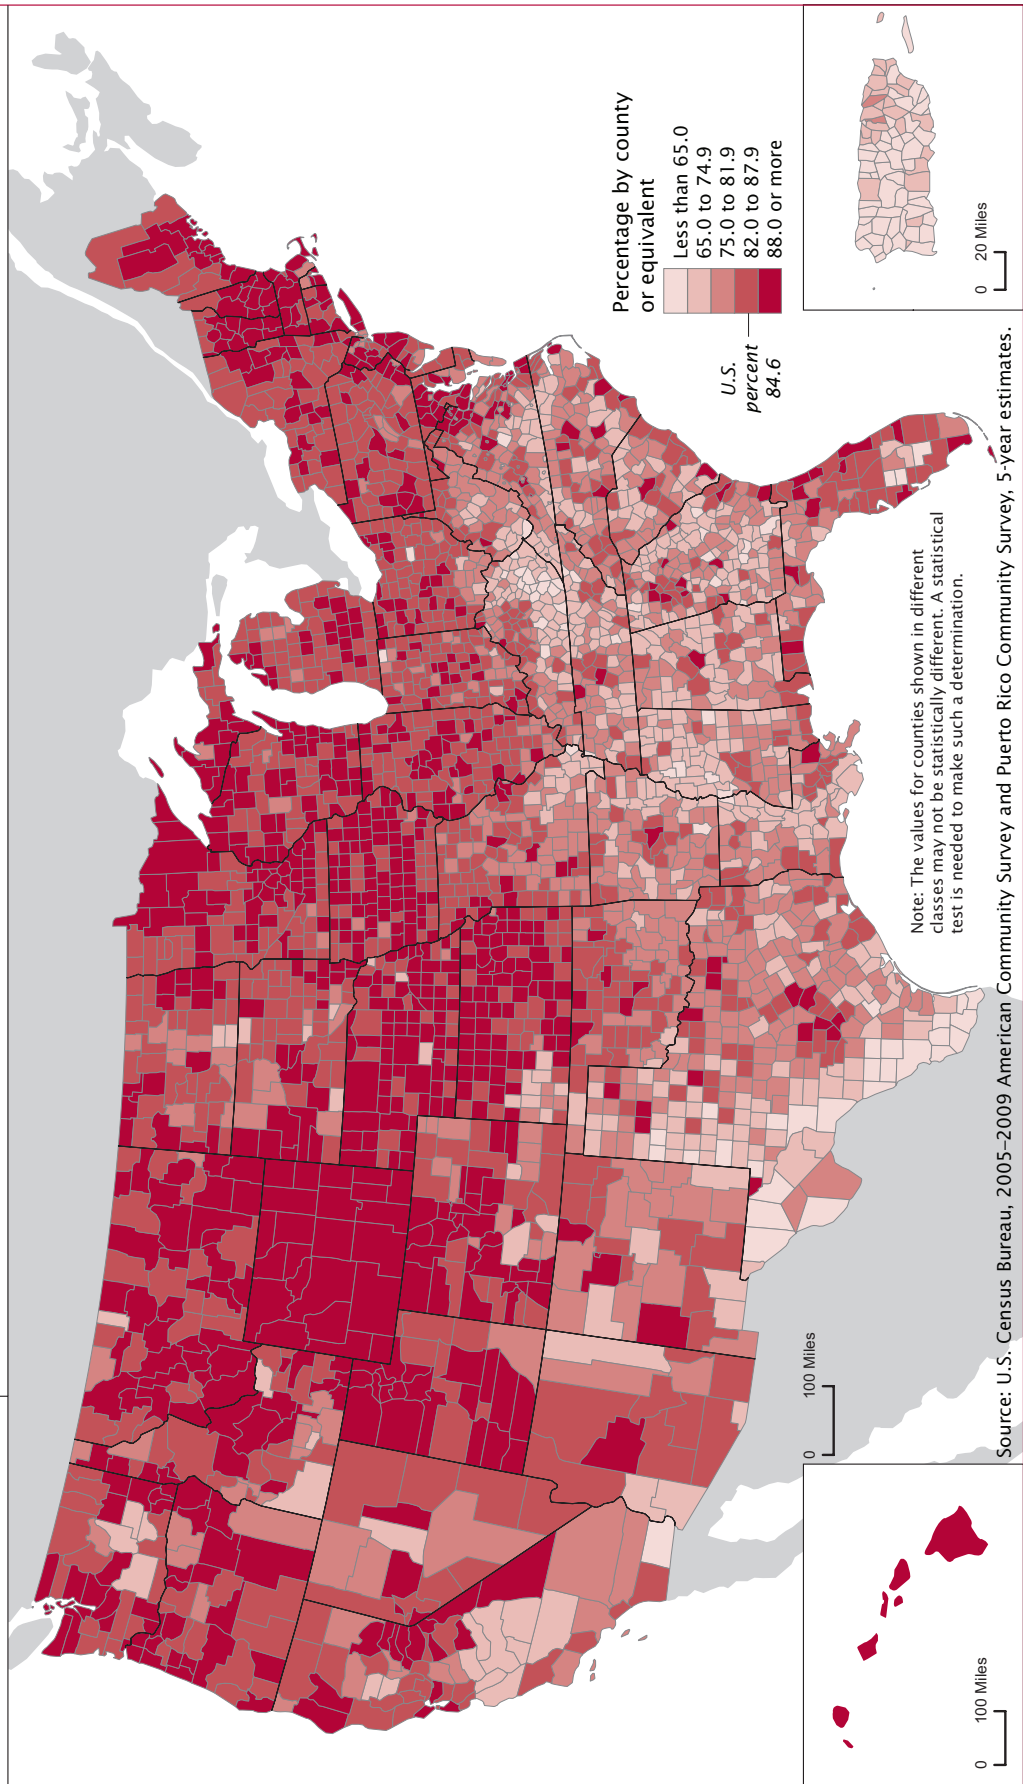 Percentage by county
or equivalent
Less than 65.0
65.0 to 74.9
75.0 to 81.9
82.0 to 87.9
88.0 or more
U.S.
percent
84.6
Note: The values for counties shown in different
classes may not be statistically different. A statistical
test is needed to make such a determination.
0 100 Miles
0 100 Miles
0 20 Miles
Source: U.S. Census Bureau, 2005–2009 American Community Survey and Puerto Rico Community Survey, 5-year estimates.